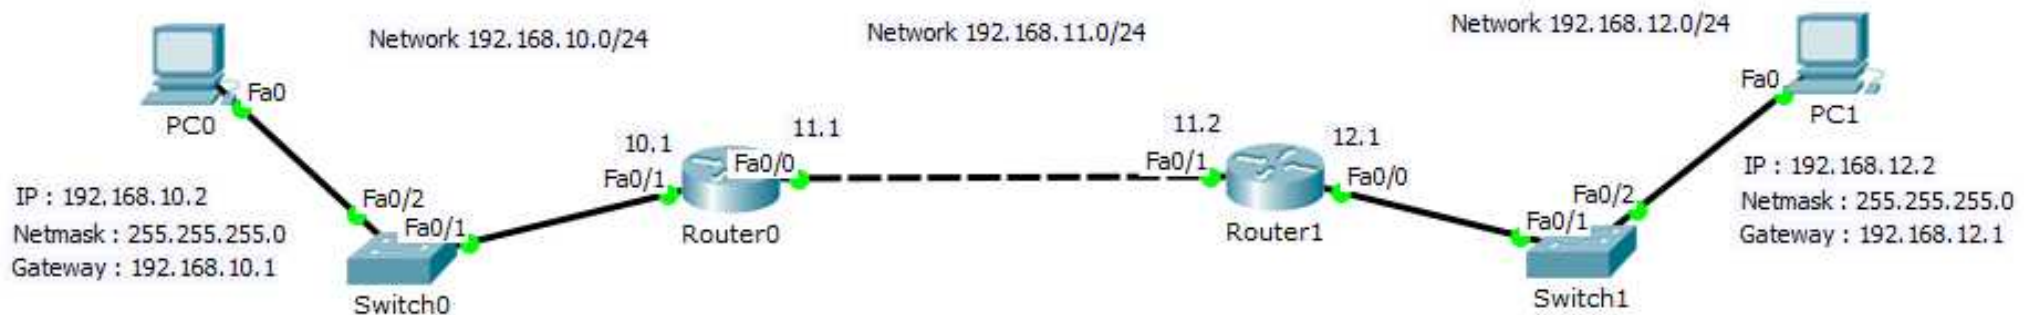 Network 192.168.10.0/24
Network 192.168.11.0/24
Network 192.168.12.0/24
Fa0
PC0
IP : 192.168.10.2
Netmask : 255.255.255.0
Gateway : 192.168.10.1
Fa0/2
Fa0/1
Switch0
10.1
11.1
Fa0/1
Fa0/0
Router0
11.2
12.1
Fa0/1
Fa0/0
Router1
Fa0
PC1
IP : 192.168.12.2
Netmask : 255.255.255.0
Gateway : 192.168.12.1
Fa0/2
Fa0/1
Switch1